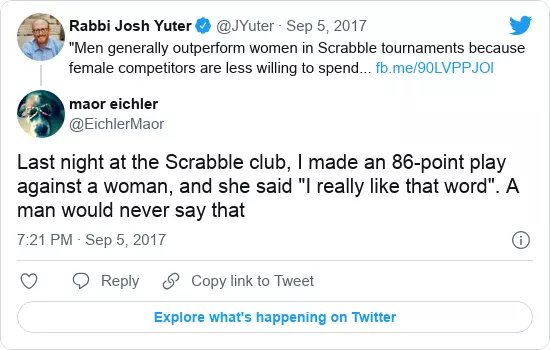 Rabbi Josh Yuter @JYuter · Sep 5, 2017
"Men generally outperform women in Scrabble tournaments because
female competitors are less willing to spend... fb.me/90LVPPJOI
maor eichler
@EichlerMaor
Last night at the Scrabble club, I made an 86-point play
against a woman, and she said "I really like that word". A
man would never say that
7:21 PM · Sep 5, 2017
Reply Copy link to Tweet
Explore what's happening on Twitter